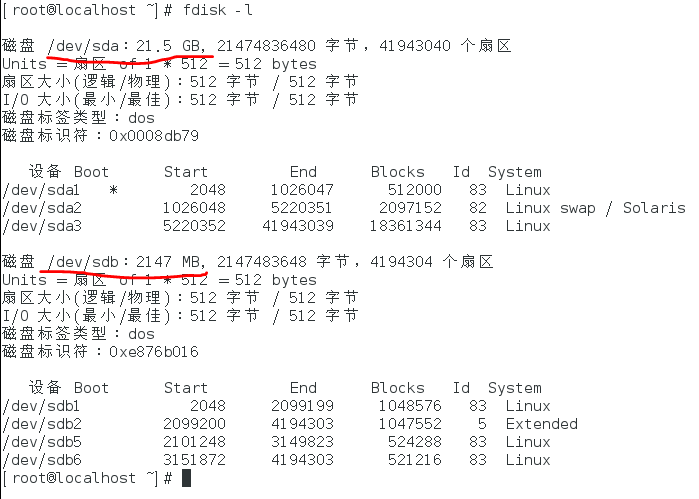 [root@localhost ~]# fdisk -l
磁盘 /dev/sda：21.5 GB, 21474836480 字节，41943040 个扇区
Units = 扇区 of 1 * 512 = 512 bytes
扇区大小(逻辑/物理)：512 字节 / 512 字节
I/O 大小(最小/最佳)：512 字节 / 512 字节
磁盘标签类型：dos
磁盘标识符：0x0008db79
设备 Boot Start End Blocks Id System
/dev/sda1 * 2048 1026047 512000 83 Linux
/dev/sda2 1026048 5220351 2097152 82 Linux swap / Solaris
/dev/sda3 5220352 41943039 18361344 83 Linux
磁盘 /dev/sdb：2147 MB, 2147483648 字节，4194304 个扇区
Units = 扇区 of 1 * 512 = 512 bytes
扇区大小(逻辑/物理)：512 字节 / 512 字节
I/O 大小(最小/最佳)：512 字节 / 512 字节
磁盘标签类型：dos
磁盘标识符：0xe876b016
设备 Boot Start End Blocks Id System
/dev/sdb1 2048 2099199 1048576 83 Linux
/dev/sdb2 2099200 4194303 1047552 5 Extended
/dev/sdb5 2101248 3149823 524288 83 Linux
/dev/sdb6 3151872 4194303 521216 83 Linux
[root@localhost ~]#